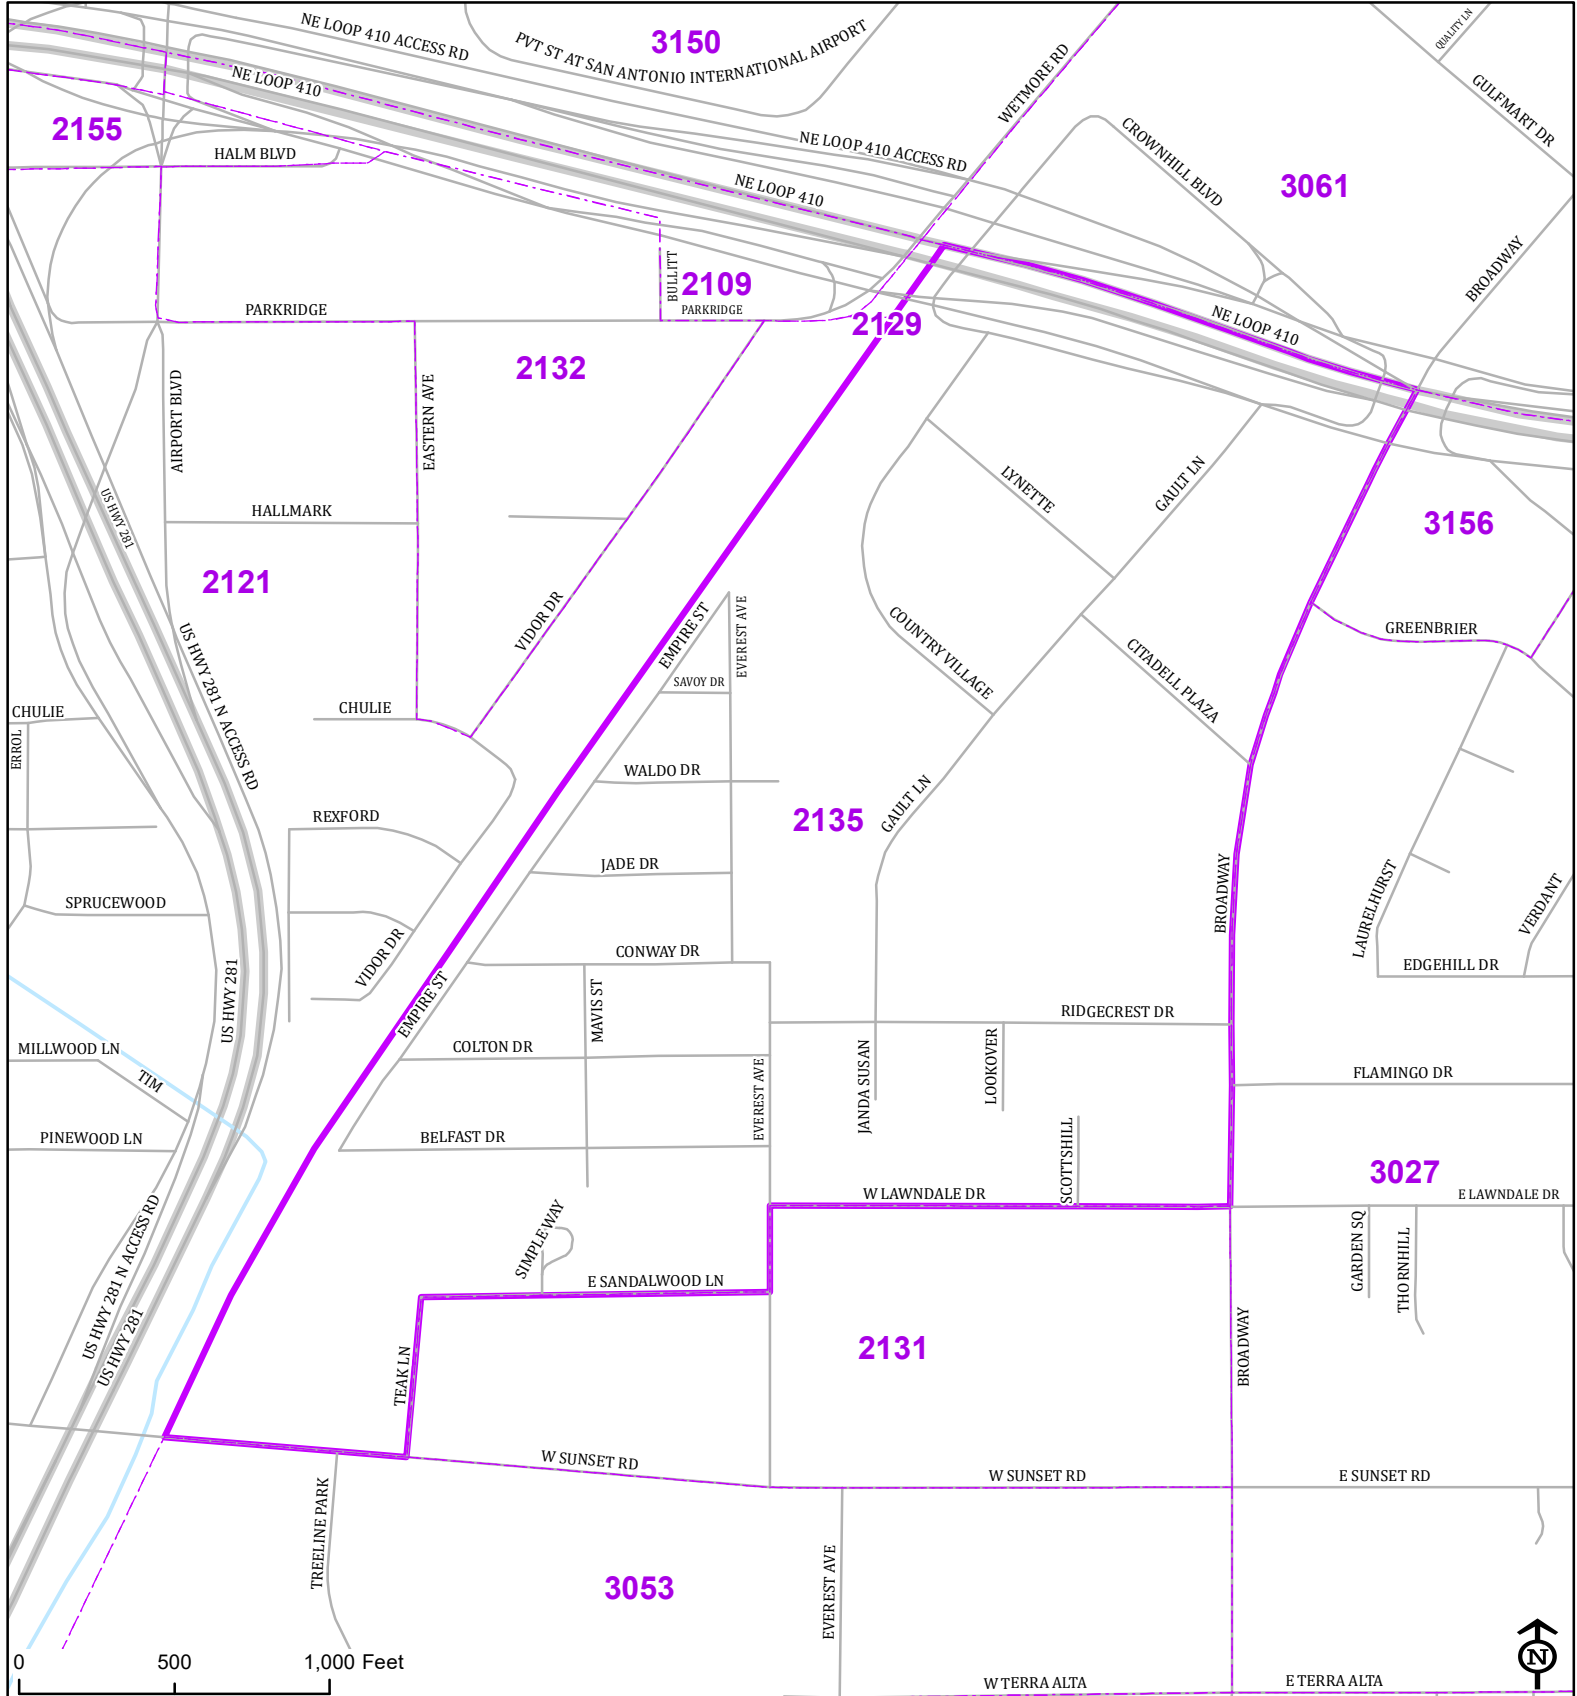 NE LOOP 410 ACCESS RD
3150
PVT ST AT SAN ANTONIO INTERNATIONAL AIRPORT
QUALITY LN
WETMORE RD
GULFMART DR
NE LOOP 410
2155
HALM BLVD
NE LOOP 410 ACCESS RD
CROWNHILL BLVD
NE LOOP 410
3061
BROADWAY
BULLITT
2109
PARKRIDGE
PARKRIDGE
2129
NE LOOP 410
2132
AIRPORT BLVD
EASTERN AVE
LYNETTE
GAULT LN
HALLMARK
US HWY 281
3156
2121
VIDOR DR
EMPIRE ST
EVEREST AVE
COUNTRY VILLAGE
GREENBRIER
CITADELL PLAZA
US HWY 281 N ACCESS RD
SAVOY DR
CHULIE
CHULIE
ERROL
WALDO DR
GAULT LN
2135
REXFORD
JADE DR
SPRUCEWOOD
BROADWAY
LAURELHURST
VERDANT
VIDOR DR
CONWAY DR
EDGEHILL DR
US HWY 281
EMPIRE ST
MAVIS ST
RIDGECREST DR
MILLWOOD LN
COLTON DR
TIM
EVEREST AVE
JANDA SUSAN
LOOKOVER
FLAMINGO DR
PINEWOOD LN
BELFAST DR
SCOTTSHILL
3027
W LAWNDALE DR
E LAWNDALE DR
US HWY 281 N ACCESS RD
SIMPLE WAY
GARDEN SQ
THORNHILL
E SANDALWOOD LN
US HWY 281
TEAK LN
2131
BROADWAY
W SUNSET RD
W SUNSET RD
E SUNSET RD
TREELINE PARK
3053
EVEREST AVE
N
0 500 1,000 Feet
W TERRA ALTA
E TERRA ALTA